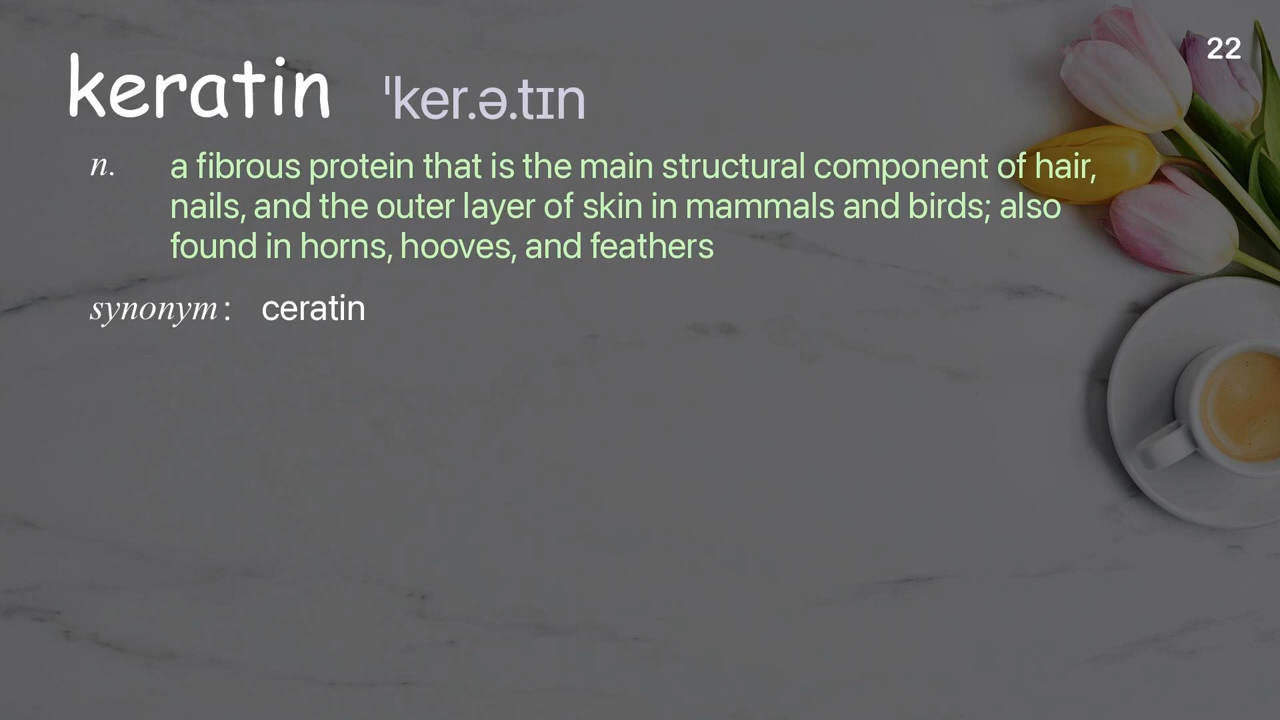 22
keratin ˈker.ə.tɪn
n. a fibrous protein that is the main structural component of hair,
nails, and the outer layer of skin in mammals and birds; also
found in horns, hooves, and feathers
synonym: ceratin